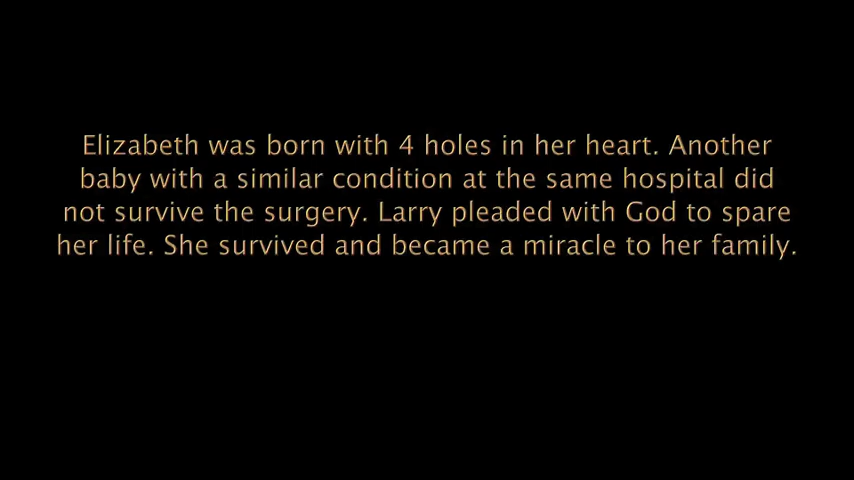 Elizabeth was born with 4 holes in her heart. Another
baby with a similar condition at the same hospital did
not survive the surgery. Larry pleaded with God to spare
her life. She survived and became a miracle to her family.